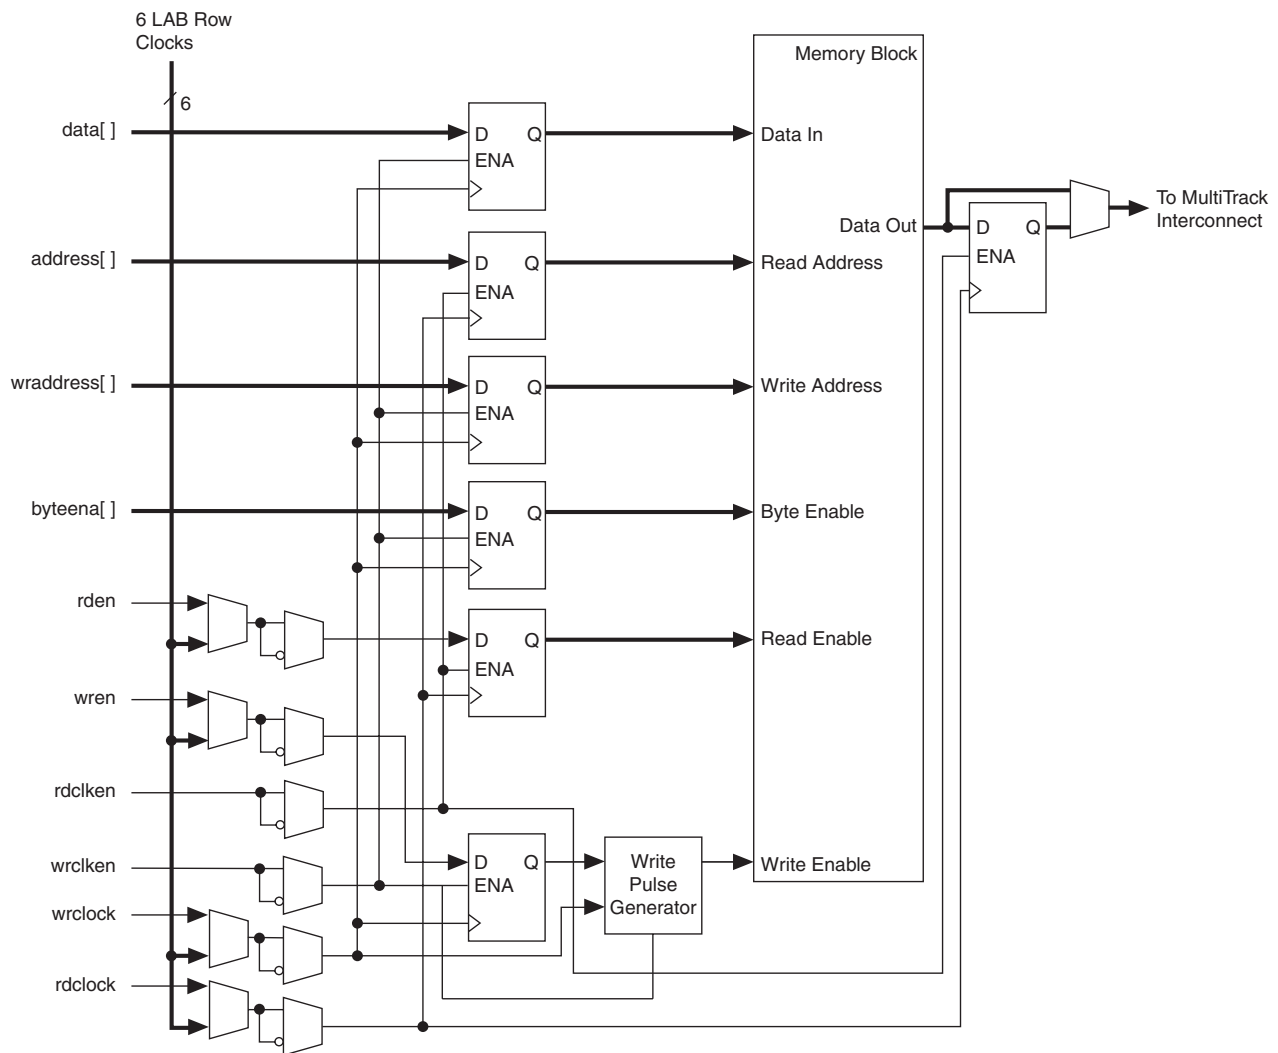 6 LAB Row
Clocks
6
data[ ]
address[ ]
wraddress[ ]
byteena[ ]
rden
wren
rdclken
wrclken
wrclock
rdclock
D Q
ENA
D Q
ENA
D Q
ENA
D Q
ENA
D Q
ENA
D Q
ENA
Write
Pulse
Generator
Memory Block
Data In
Data Out
Read Address
Write Address
Byte Enable
Read Enable
Write Enable
D Q
ENA
To MultiTrack
Interconnect